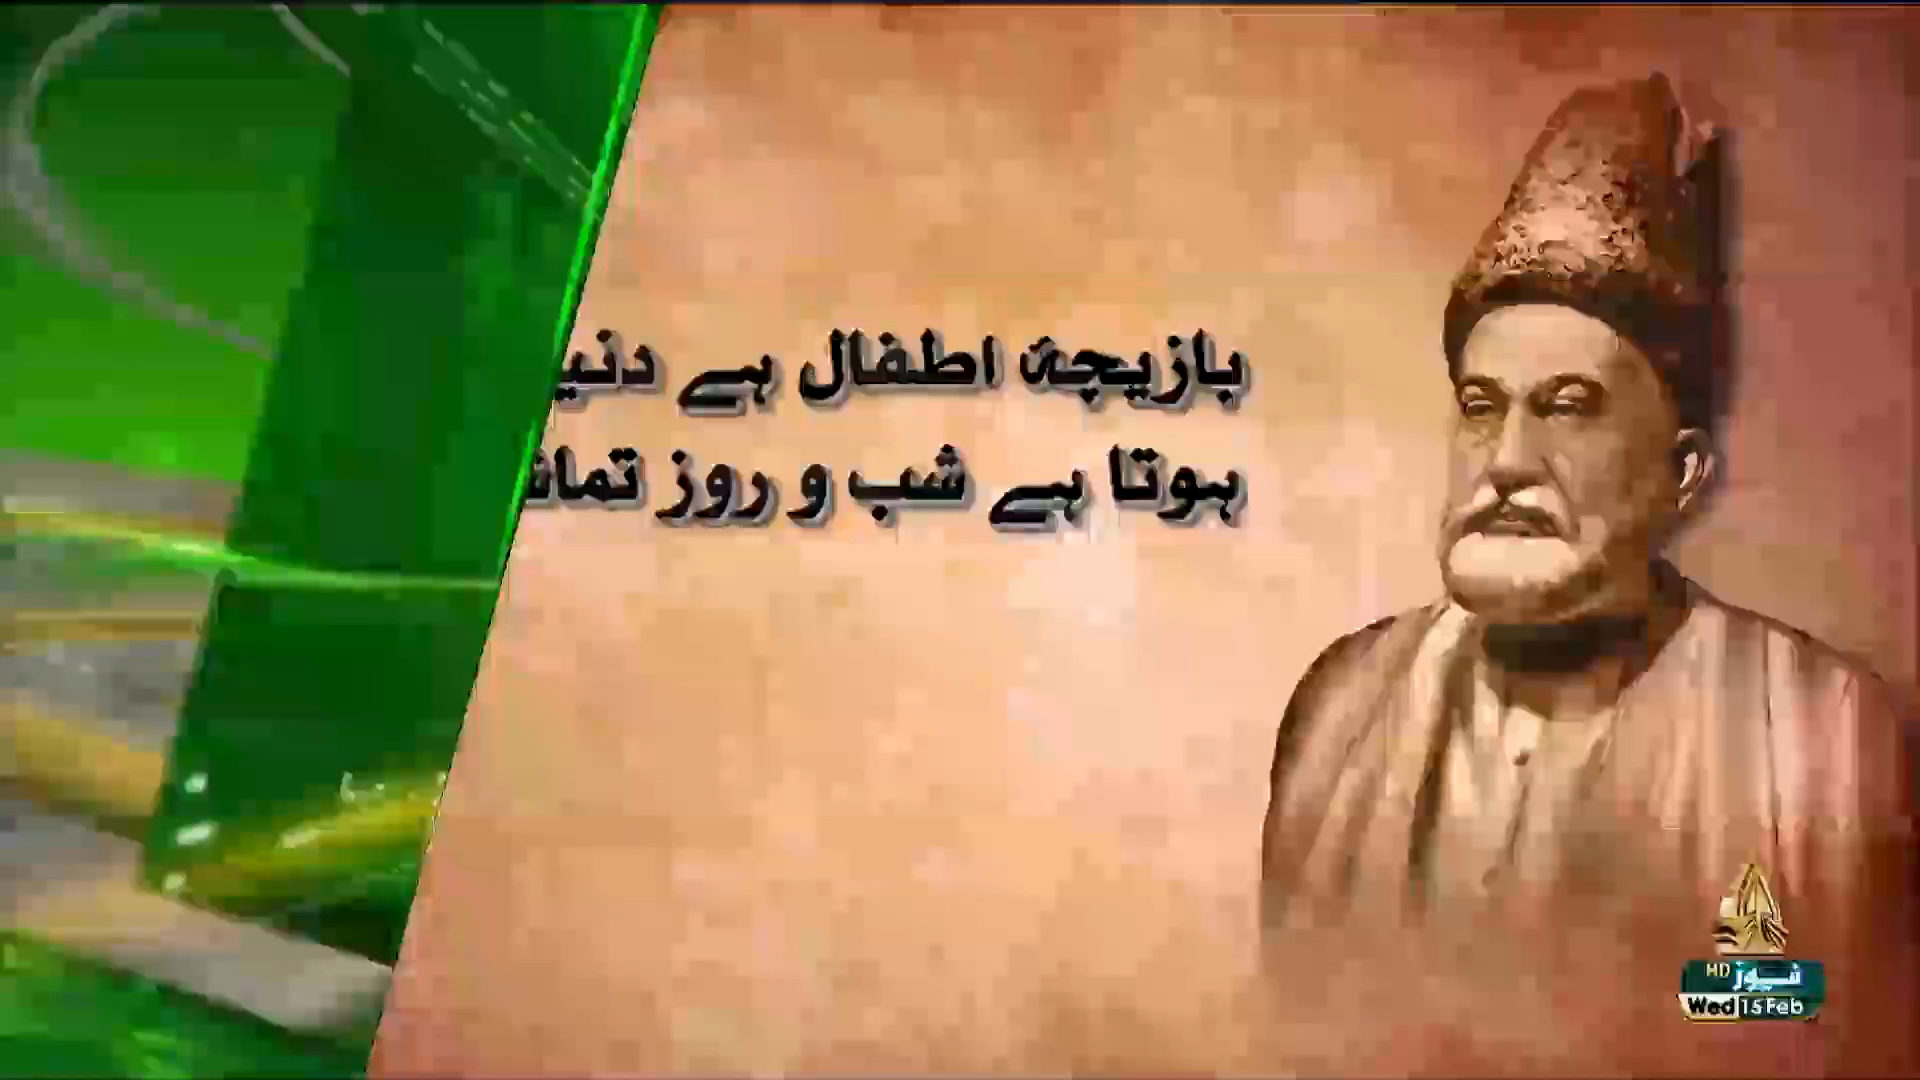 بازیچۂ اطفال ہے
ہوتا ہے شب و روز
HD نیوز
Wed 15 Feb